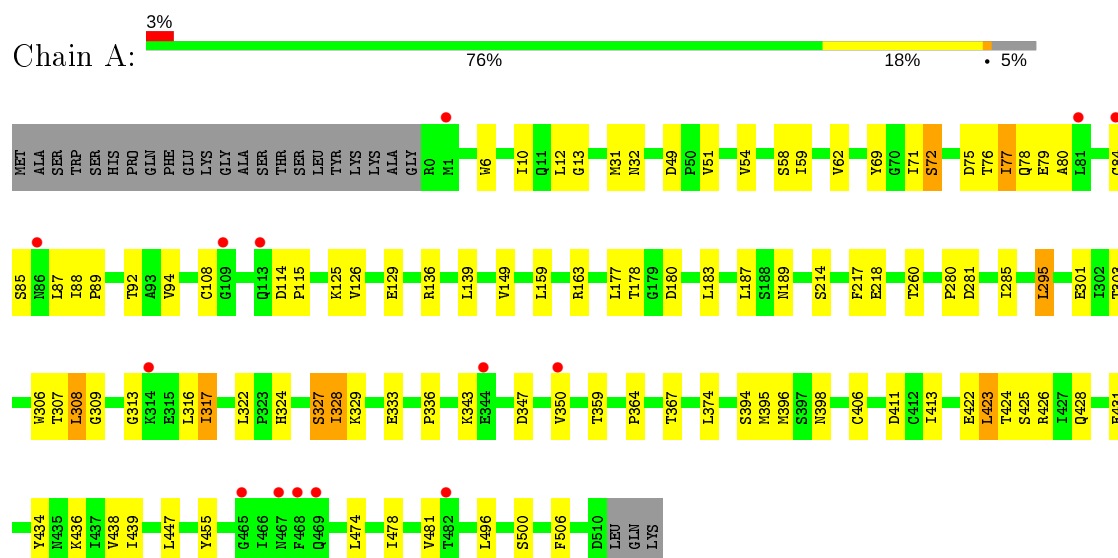 3%
Chain A:
76% 18% • 5%
MET ALA SER TRP SER HIS PRO GLN PHE GLU LYS GLY ALA SER THR THR SER LEU TYR LYS LYS ALA GLY R0 M1 W6 I10 Q11 L12 G13 M31 N32 D49 P50 V51 V54 S58 I59 V62 Y69 G70 I71 S72 D75 T76 I77 Q78 E79 A80 L81 C84
S85 N86 L87 I88 P89 T92 A93 V94 C108 G109 Q113 D114 P115 K125 V126 E129 R136 L139 V149 L159 R163 L177 T178 G179 D180 L183 L187 S188 N189 S214 F217 E218 T260 P280 D281 I285 L295 E301 I302 T303
W306 T307 L308 G309 G313 K314 E315 L316 I317 L322 P323 H324 S327 I328 K329 E333 P336 K343 E344 D347 V350 T359 P364 T367 L374 S394 M395 M396 S397 N398 C406 D411 C412 I413 E422 L423 T424 S425 R426 I427 Q428 E431
Y434 N435 K436 I437 V438 I439 L447 Y455 G465 I466 N467 F468 Q469 L474 I478 V481 T482 L496 S500 F506 D510 LEU GLN LYS